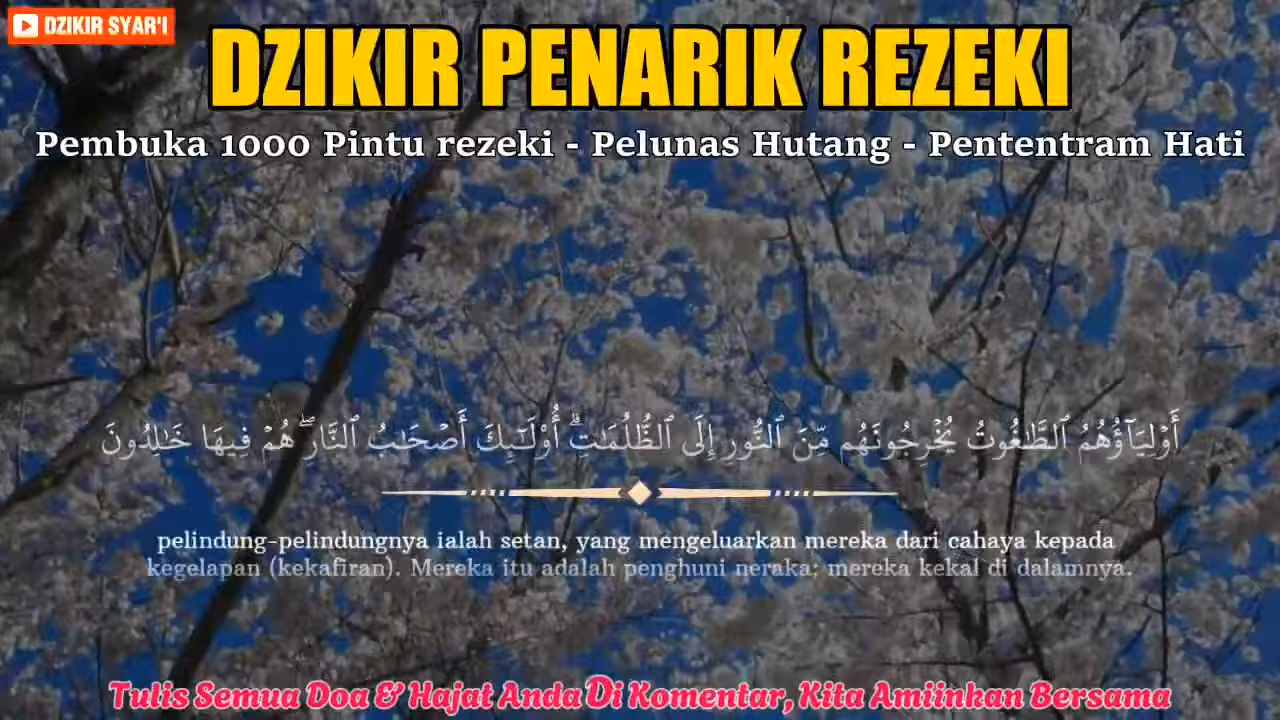 DZIKIR SYAR'I
DZIKIR PENARIK REZEKI
Pembuka 1000 Pintu rezeki - Pelunas Hutang - Pententram Hati
أَوْلِيَآؤُهُمُ ٱلطَّٰغُوتُ يُخْرِجُونَهُم مِّنَ ٱلنُّورِ إِلَى ٱلظُّلُمَٰتِۗ أُو۟لَٰٓئِكَ أَصْحَٰبُ ٱلنَّارِۖ هُمْ فِيهَا خَٰلِدُونَ
pelindung-pelindungnya ialah setan, yang mengeluarkan mereka dari cahaya kepada
kegelapan (kekafiran). Mereka itu adalah penghuni neraka; mereka kekal di dalamnya.
Tulis Semua Doa & Hajat Anda Di Komentar, Kita Amiinkan Bersama